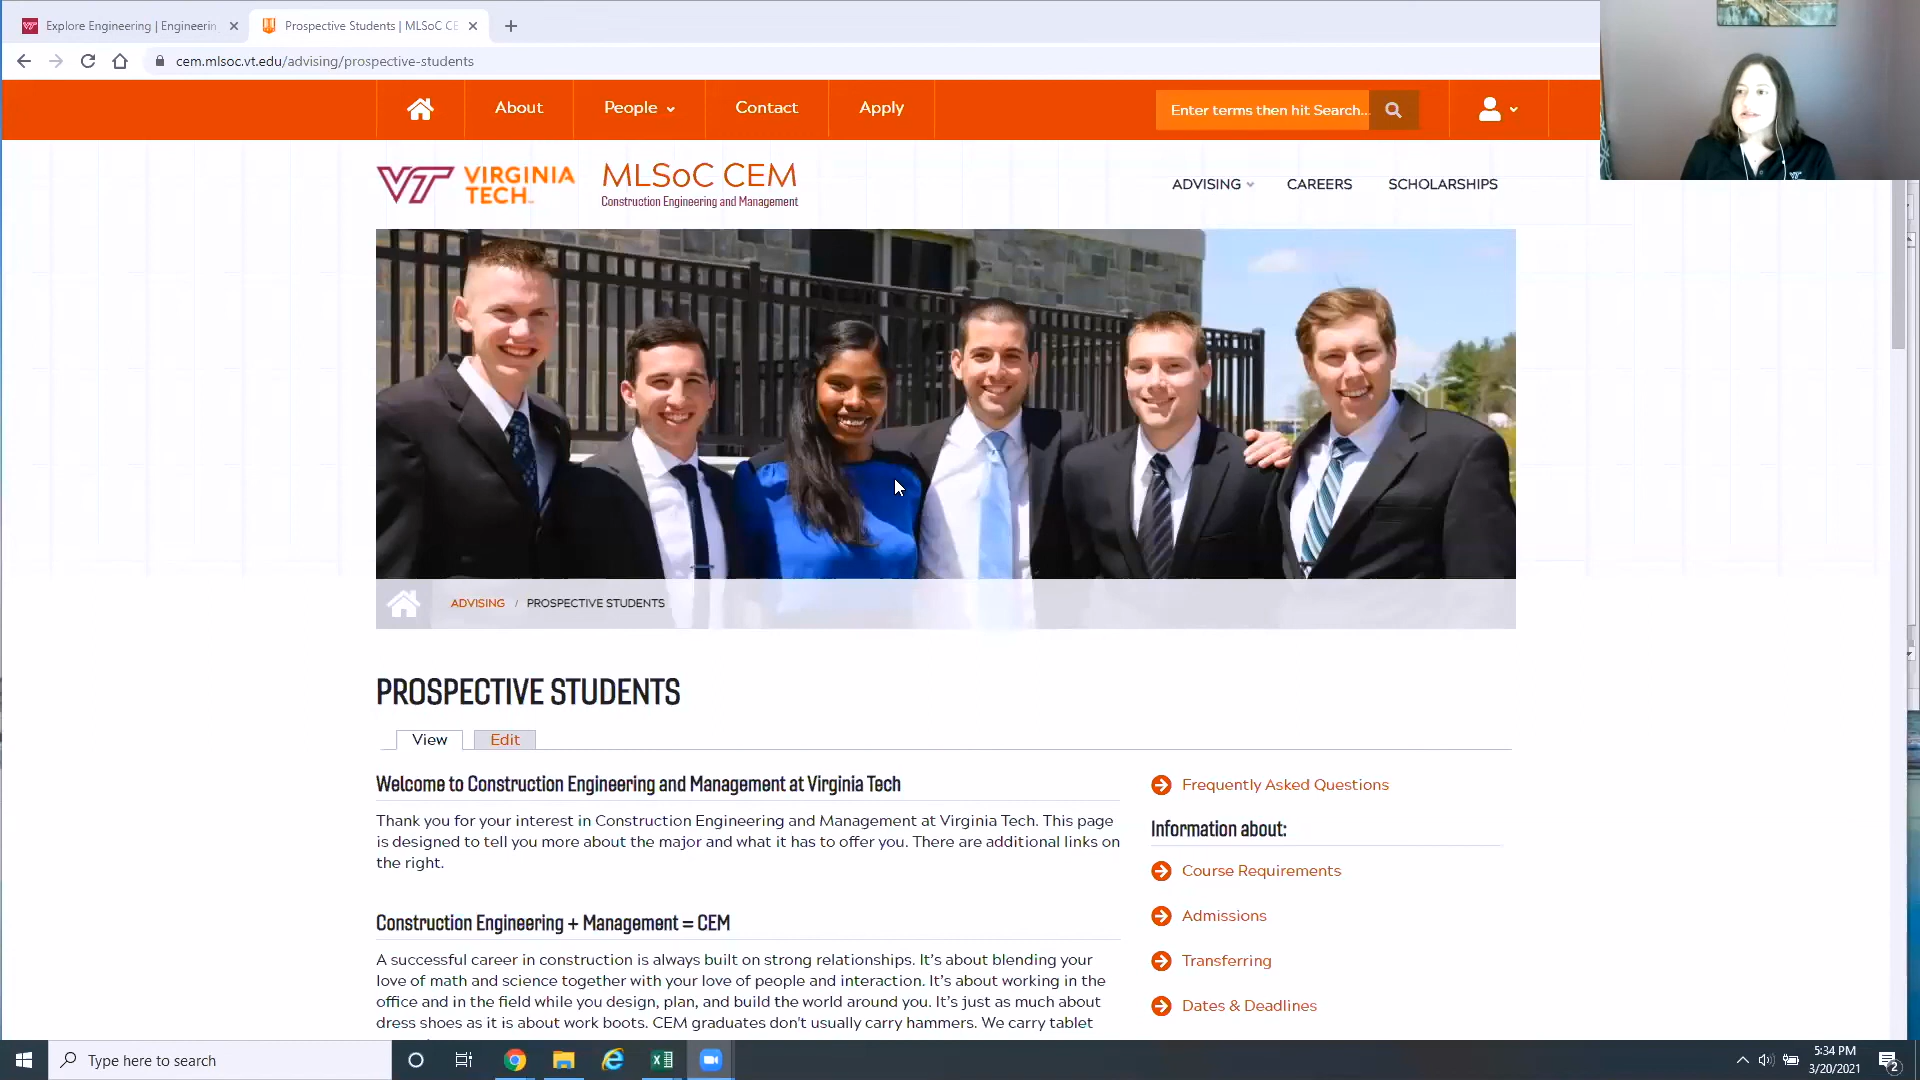 Explore Engineering | Engineerin
Prospective Students | MLSoC CE
cem.mlsoc.vt.edu/advising/prospective-students
About
People
Contact
Apply
Enter terms then hit Search...
VT VIRGINIA TECH
MLSoC CEM
Construction Engineering and Management
ADVISING
CAREERS
SCHOLARSHIPS
ADVISING / PROSPECTIVE STUDENTS
PROSPECTIVE STUDENTS
View
Edit
Welcome to Construction Engineering and Management at Virginia Tech
Thank you for your interest in Construction Engineering and Management at Virginia Tech. This page
is designed to tell you more about the major and what it has to offer you. There are additional links on
the right.
Construction Engineering + Management = CEM
A successful career in construction is always built on strong relationships. It's about blending your
love of math and science together with your love of people and interaction. It's about working in the
office and in the field while you design, plan, and build the world around you. It's just as much about
dress shoes as it is about work boots. CEM graduates don't usually carry hammers. We carry tablet
Frequently Asked Questions
Information about:
Course Requirements
Admissions
Transferring
Dates & Deadlines
Type here to search
5:34 PM
3/20/2021
2